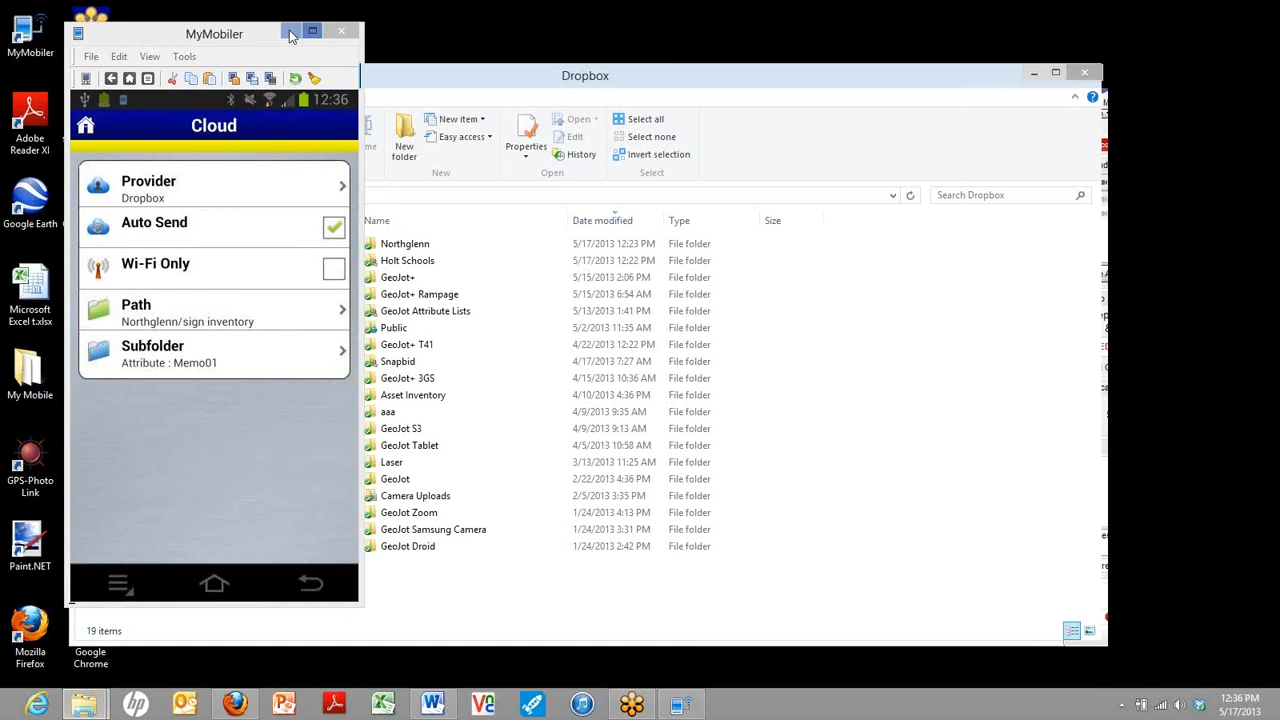 MyMobiler
Adobe
Reader XI
Google Earth
Microsoft
Excel t.xlsx
My Mobile
GPS-Photo
Link
Paint.NET
Mozilla
Firefox
Google
Chrome
MyMobiler
File Edit View Tools
12:36
Cloud
Provider
Dropbox
Auto Send
Wi-Fi Only
Path
Northglenn/sign inventory
Subfolder
Attribute : Memo01
Dropbox
New
folder
New item
Easy access
New
Properties
Open
Edit
History
Open
Select all
Select none
Invert selection
Select
Search Dropbox
Name Date modified Type Size
Northglenn 5/17/2013 12:23 PM File folder
Holt Schools 5/17/2013 12:22 PM File folder
GeoJot+ 5/15/2013 2:06 PM File folder
GeoJot+ Rampage 5/15/2013 6:54 AM File folder
GeoJot Attribute Lists 5/13/2013 1:41 PM File folder
Public 5/2/2013 11:35 AM File folder
GeoJot+ T41 4/22/2013 12:22 PM File folder
Snapbid 4/17/2013 7:27 AM File folder
GeoJot+ 3GS 4/15/2013 10:36 AM File folder
Asset Inventory 4/10/2013 4:36 PM File folder
aaa 4/9/2013 9:35 AM File folder
GeoJot S3 4/9/2013 9:13 AM File folder
GeoJot Tablet 4/5/2013 10:58 AM File folder
Laser 3/13/2013 11:25 AM File folder
GeoJot 2/22/2013 4:36 PM File folder
Camera Uploads 2/5/2013 3:35 PM File folder
GeoJot Zoom 1/24/2013 4:13 PM File folder
GeoJot Samsung Camera 1/24/2013 3:31 PM File folder
GeoJot Droid 1/24/2013 2:42 PM File folder
19 items
12:36 PM
5/17/2013